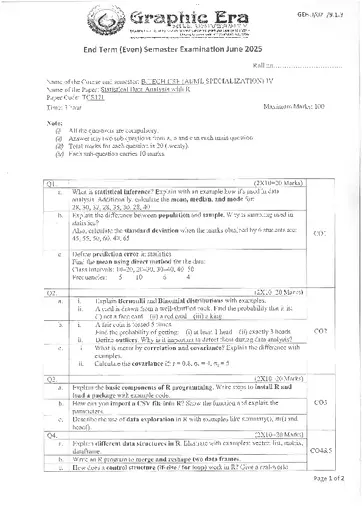 Graphic Era
End Term (Even) Semester Examination June 2025
Roll no
Name of the Course and semester: B.TECH CSE (AI/ML SPECIALIZATION) IV
Name of the Paper: Statistical Data Analysis with R
Paper Code:
Time: 3 hour Maximum Marks: 100
Note:
(i) All the questions are compulsory.
(ii) Answer any two sub questions from a, b and c in each main question.
(iii) Total marks for each question is 20 (twenty).
(iv) Each sub-question carries 10 marks.
Q1. (2X10=20 Marks)
a. What is statistical inference? Explain with an example how it's used in data
analysis. Additionally, calculate the mean, median, and mode for:
28, 30, 32, 28, 35, 30, 28, 40
b. Explain the difference between population and sample. Why is sampling used in
statistics?
Also, calculate the standard deviation when the marks obtained by 6 students are:
45, 55, 50, 60, 65
CO1
c. Define prediction error in statistics.
Find the mean using direct method for the data:
Class intervals: 10–20, 20–30, 30–40, 40–50
Frequencies: 5 10 6 4
Q2. (2X10=20 Marks)
a. i. Explain Bernoulli and Binomial distributions with examples.
ii. A card is drawn from a well-shuffled pack. Find the probability that it is:
(i) not a face card (ii) a red card (iii) a king
b. i. A fair coin is tossed 5 times.
Find the probability of getting: (i) at least 1 head (ii) exactly 3 heads
ii. Define outliers. Why is it important to detect them during data analysis?
CO2
c. i. What is meant by correlation and covariance? Explain the difference with
examples.
ii. Calculate the covariance if: r = 0.8,
Q3. (2X10=20 Marks)
a. Explain the basic components of R programming. Write steps to install R and
load a package with example code.
b. How can you import a CSV file into R? Show the function and explain the
parameters.
CO3
c. Describe the use of data exploration in R with examples like summary(), str() and
head().
Q4. (2X10=20 Marks)
a. Explain different data structures in R. Illustrate with examples: vector, list, matrix,
dataframe.
CO4&5
b. Write an R program to merge and reshape two data frames.
c. How does a control structure (if-else / for loop) work in R? Give a real-world
Page 1 of 2